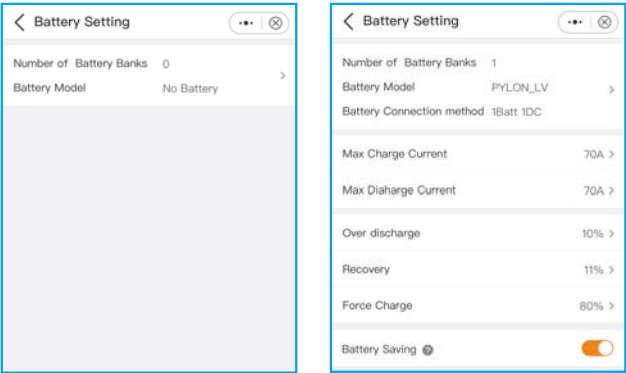 Battery Setting
Number of Battery Banks 0
Battery Model No Battery
Battery Setting
Number of Battery Banks 1
Battery Model PYLON_LV
Battery Connection method 1Batt 1DC
Max Charge Current 70A
Max Diaharge Current 70A
Over discharge 10%
Recovery 11%
Force Charge 80%
Battery Saving